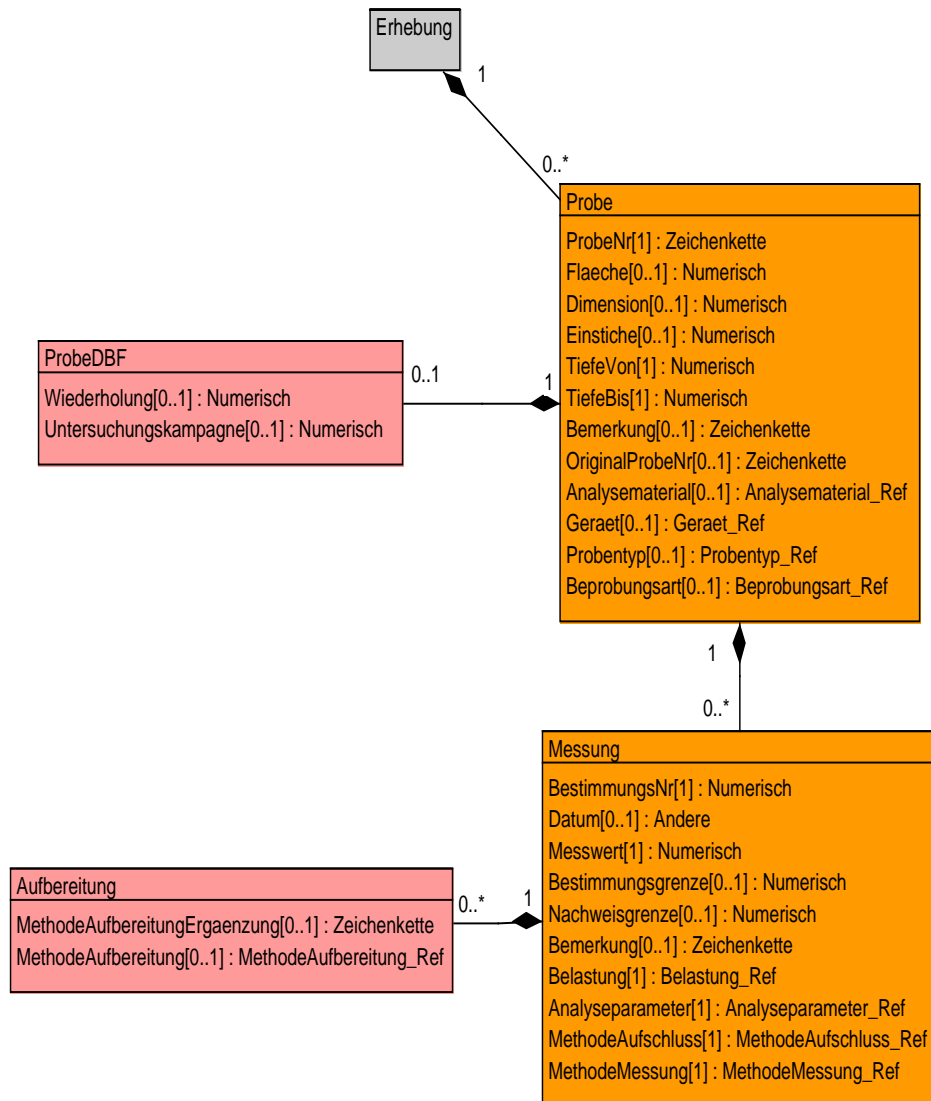 Erhebung
1
0..*
Probe
ProbeNr[1] : Zeichenkette
Flaeche[0..1] : Numerisch
Dimension[0..1] : Numerisch
Einstiche[0..1] : Numerisch
TiefeVon[1] : Numerisch
TiefeBis[1] : Numerisch
Bemerkung[0..1] : Zeichenkette
OriginalProbeNr[0..1] : Zeichenkette
Analysematerial[0..1] : Analysematerial_Ref
Geraet[0..1] : Geraet_Ref
Probentyp[0..1] : Probentyp_Ref
Beprobungsart[0..1] : Beprobungsart_Ref
ProbeDBF
Wiederholung[0..1] : Numerisch
Untersuchungskampagne[0..1] : Numerisch
0..1
1
1
0..*
Messung
BestimmungsNr[1] : Numerisch
Datum[0..1] : Andere
Messwert[1] : Numerisch
Bestimmungsgrenze[0..1] : Numerisch
Nachweisgrenze[0..1] : Numerisch
Bemerkung[0..1] : Zeichenkette
Belastung[1] : Belastung_Ref
Analyseparameter[1] : Analyseparameter_Ref
MethodeAufschluss[1] : MethodeAufschluss_Ref
MethodeMessung[1] : MethodeMessung_Ref
Aufbereitung
MethodeAufbereitungErgaenzung[0..1] : Zeichenkette
MethodeAufbereitung[0..1] : MethodeAufbereitung_Ref
0..*
1